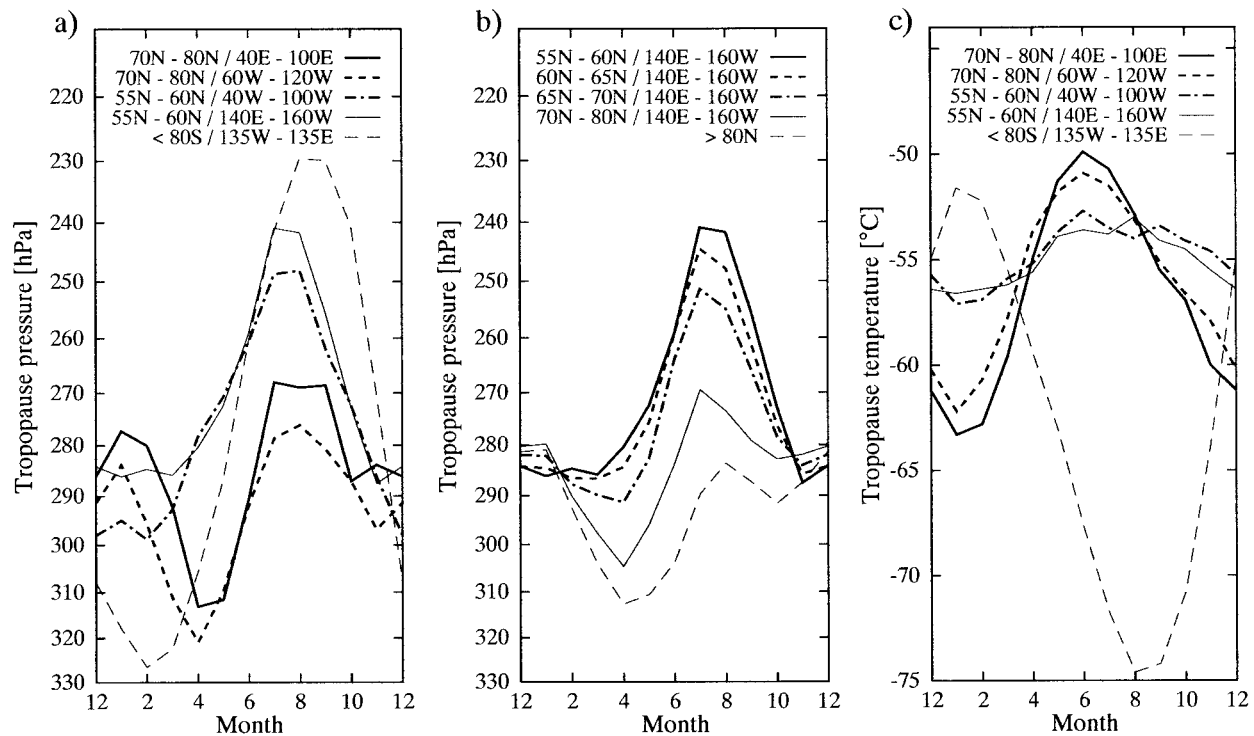 a)
70N - 80N / 40E - 100E
70N - 80N / 60W - 120W
55N - 60N / 40W - 100W
55N - 60N / 140E - 160W
< 80S / 135W - 135E
Tropopause pressure [hPa]
220
230
240
250
260
270
280
290
300
310
320
330
12 2 4 6 8 10 12
Month
b)
55N - 60N / 140E - 160W
60N - 65N / 140E - 160W
65N - 70N / 140E - 160W
70N - 80N / 140E - 160W
> 80N
Tropopause pressure [hPa]
220
230
240
250
260
270
280
290
300
310
320
330
12 2 4 6 8 10 12
Month
c)
70N - 80N / 40E - 100E
70N - 80N / 60W - 120W
55N - 60N / 40W - 100W
55N - 60N / 140E - 160W
< 80S / 135W - 135E
Tropopause temperature [°C]
-50
-55
-60
-65
-70
-75
12 2 4 6 8 10 12
Month